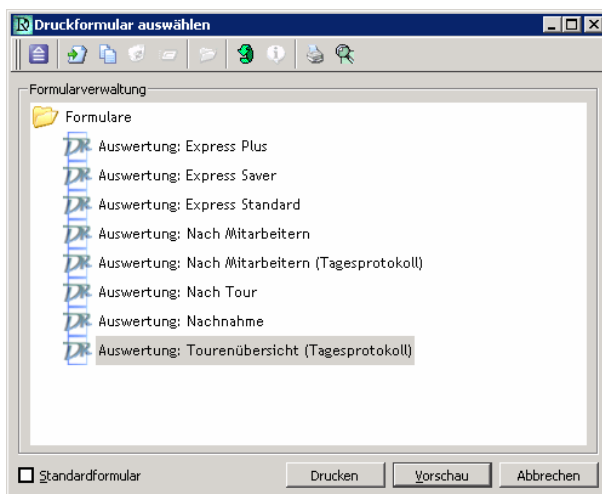 Druckformular auswählen
Formularverwaltung
Formulare
Auswertung: Express Plus
Auswertung: Express Saver
Auswertung: Express Standard
Auswertung: Nach Mitarbeitern
Auswertung: Nach Mitarbeitern (Tagesprotokoll)
Auswertung: Nach Tour
Auswertung: Nachnahme
Auswertung: Tourenübersicht (Tagesprotokoll)
Standardformular Drucken Vorschau Abbrechen